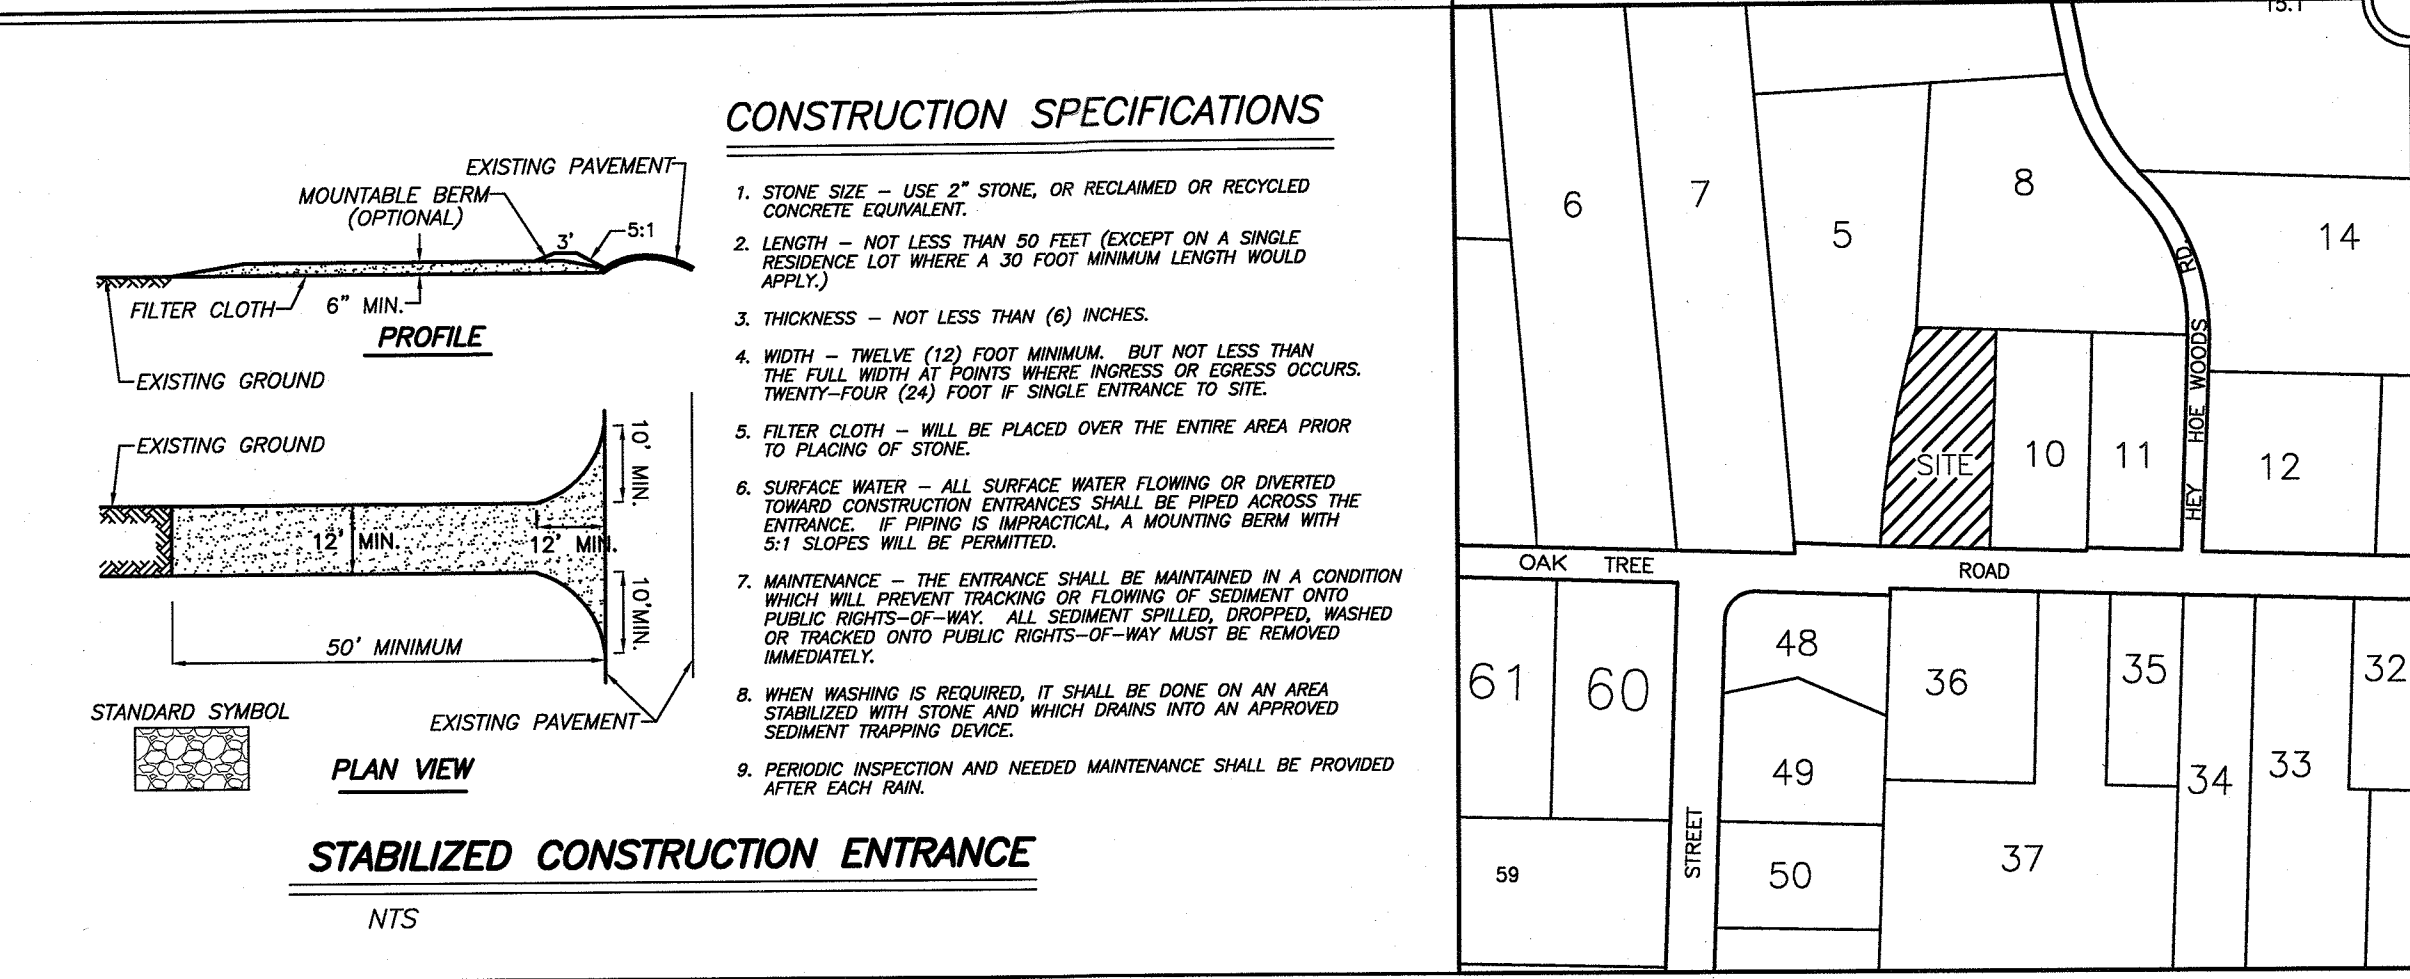 CONSTRUCTION SPECIFICATIONS
EXISTING PAVEMENT
MOUNTABLE BERM
(OPTIONAL)
3'
5:1
FILTER CLOTH
6" MIN.
PROFILE
EXISTING GROUND
EXISTING GROUND
10' MIN.
12' MIN.
12' MIN.
10' MIN.
50' MINIMUM
STANDARD SYMBOL
EXISTING PAVEMENT
PLAN VIEW
1. STONE SIZE – USE 2" STONE, OR RECLAIMED OR RECYCLED
CONCRETE EQUIVALENT.
2. LENGTH – NOT LESS THAN 50 FEET (EXCEPT ON A SINGLE
RESIDENCE LOT WHERE A 30 FOOT MINIMUM LENGTH WOULD
APPLY.)
3. THICKNESS – NOT LESS THAN (6) INCHES.
4. WIDTH – TWELVE (12) FOOT MINIMUM. BUT NOT LESS THAN
THE FULL WIDTH AT POINTS WHERE INGRESS OR EGRESS OCCURS.
TWENTY–FOUR (24) FOOT IF SINGLE ENTRANCE TO SITE.
5. FILTER CLOTH – WILL BE PLACED OVER THE ENTIRE AREA PRIOR
TO PLACING OF STONE.
6. SURFACE WATER – ALL SURFACE WATER FLOWING OR DIVERTED
TOWARD CONSTRUCTION ENTRANCES SHALL BE PIPED ACROSS THE
ENTRANCE. IF PIPING IS IMPRACTICAL, A MOUNTING BERM WITH
5:1 SLOPES WILL BE PERMITTED.
7. MAINTENANCE – THE ENTRANCE SHALL BE MAINTAINED IN A CONDITION
WHICH WILL PREVENT TRACKING OR FLOWING OF SEDIMENT ONTO
PUBLIC RIGHTS–OF–WAY. ALL SEDIMENT SPILLED, DROPPED, WASHED
OR TRACKED ONTO PUBLIC RIGHTS–OF–WAY MUST BE REMOVED
IMMEDIATELY.
8. WHEN WASHING IS REQUIRED, IT SHALL BE DONE ON AN AREA
STABILIZED WITH STONE AND WHICH DRAINS INTO AN APPROVED
SEDIMENT TRAPPING DEVICE.
9. PERIODIC INSPECTION AND NEEDED MAINTENANCE SHALL BE PROVIDED
AFTER EACH RAIN.
STABILIZED CONSTRUCTION ENTRANCE
NTS
15.1
6
7
5
8
14
HEY HOE WOODS RD.
SITE
10
11
12
OAK TREE ROAD
61
60
48
36
35
32
49
34
33
STREET
59
50
37